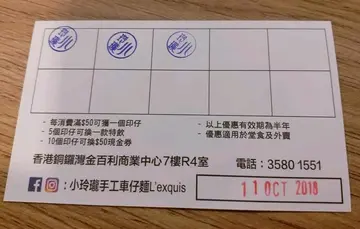 - 每消費滿$50可獲一個印仔
- 5個印仔可換一款特飲
- 10個印仔可換$50現金券
- 以上優惠有效期為半年
- 優惠適用於堂食及外賣
香港銅鑼灣金百利商業中心7樓R4室 電話：3580 1551
：小玲瓏手工車仔麵L'exquis
11 OCT 2018